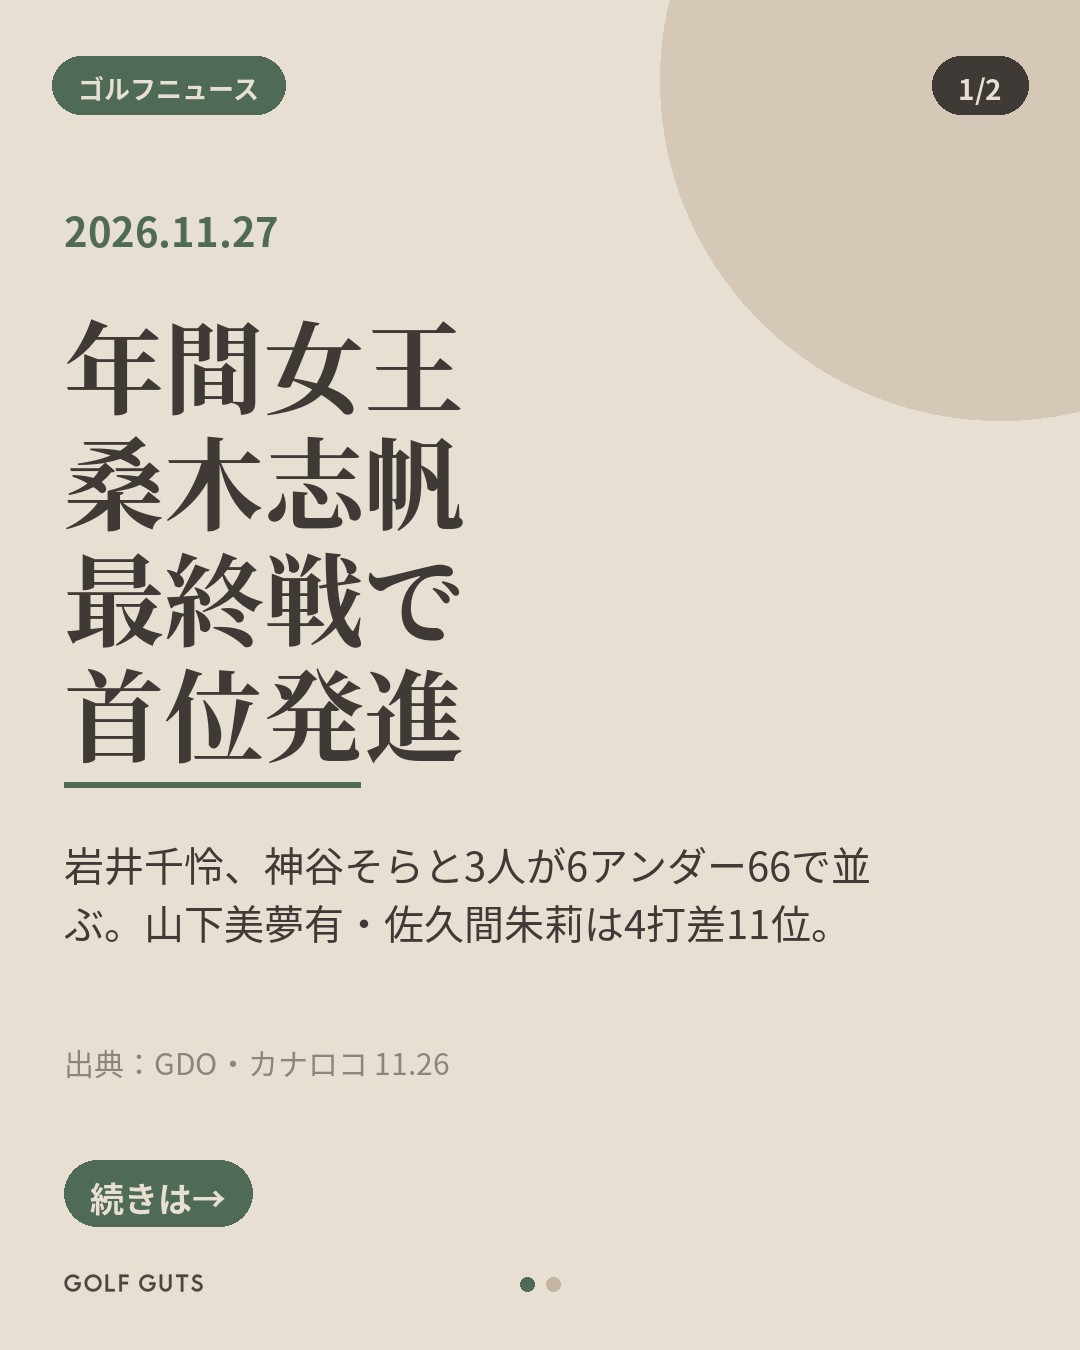 ゴルフニュース
1/2
2026.11.27
年間女王
桑木志帆
最終戦で
首位発進
岩井千怜、神谷そらと3人が6アンダー66で並
ぶ。山下美夢有・佐久間朱莉は4打差11位。
出典：GDO・カナロコ 11.26
続きは→
GOLF GUTS